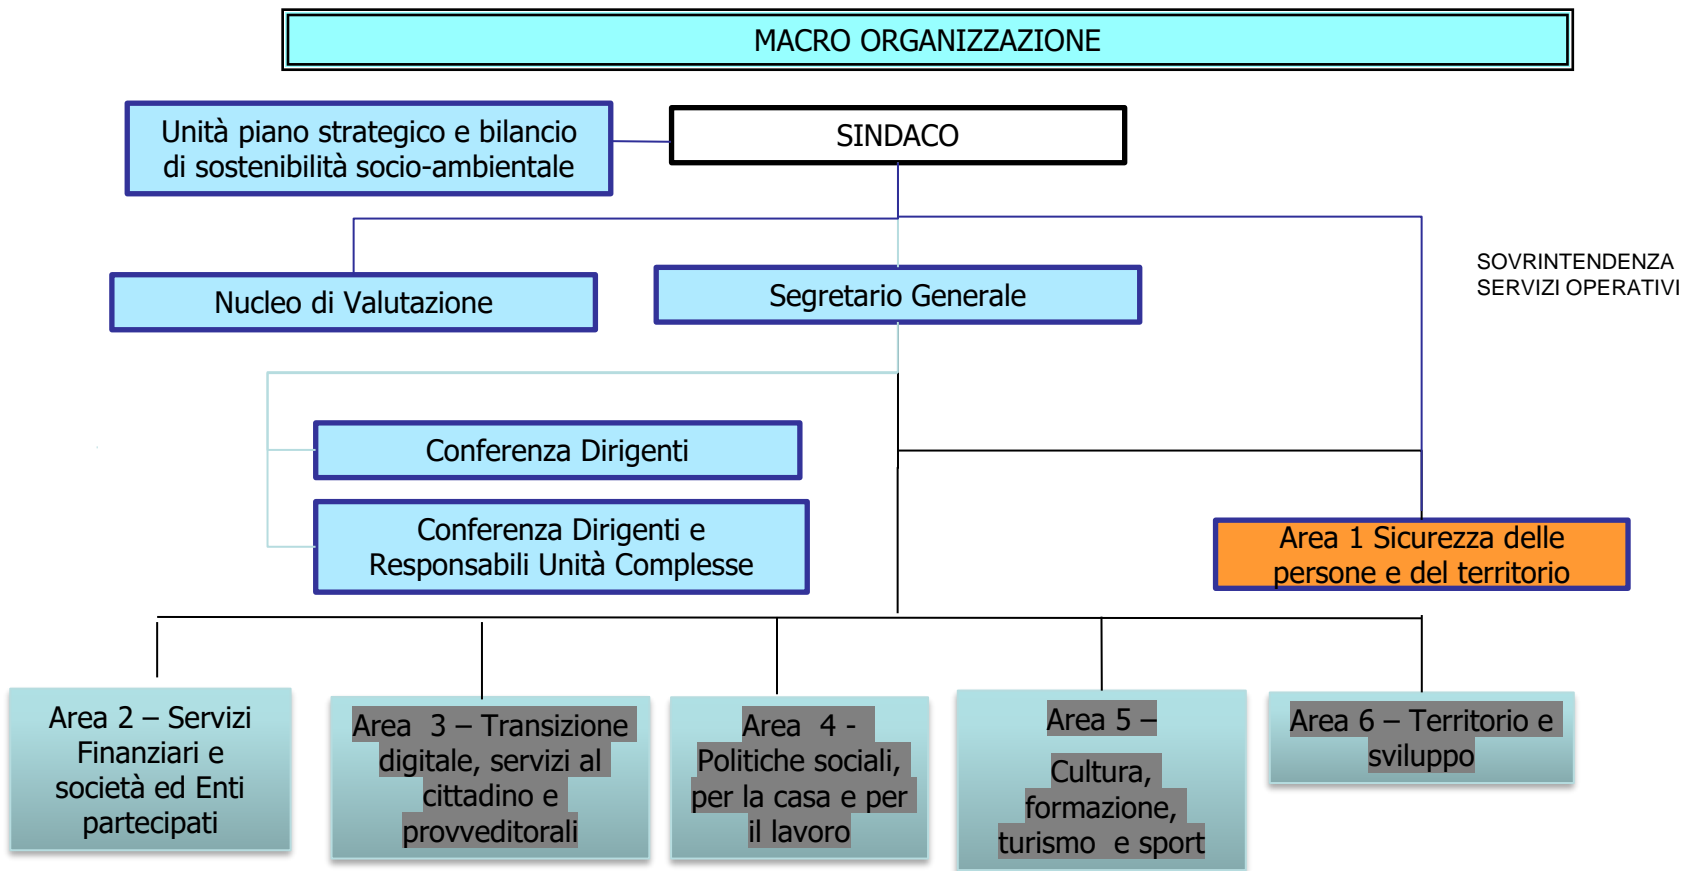 MACRO ORGANIZZAZIONE
Unità piano strategico e bilancio
di sostenibilità socio-ambientale
SINDACO
SOVRINTENDENZA
SERVIZI OPERATIVI
Nucleo di Valutazione
Segretario Generale
Conferenza Dirigenti
Conferenza Dirigenti e
Responsabili Unità Complesse
Area 1 Sicurezza delle
persone e del territorio
Area 2 – Servizi
Finanziari e
società ed Enti
partecipati
Area 3 – Transizione
digitale, servizi al
cittadino e
provveditorali
Area 4 -
Politiche sociali,
per la casa e per
il lavoro
Area 5 –
Cultura,
formazione,
turismo e sport
Area 6 – Territorio e
sviluppo